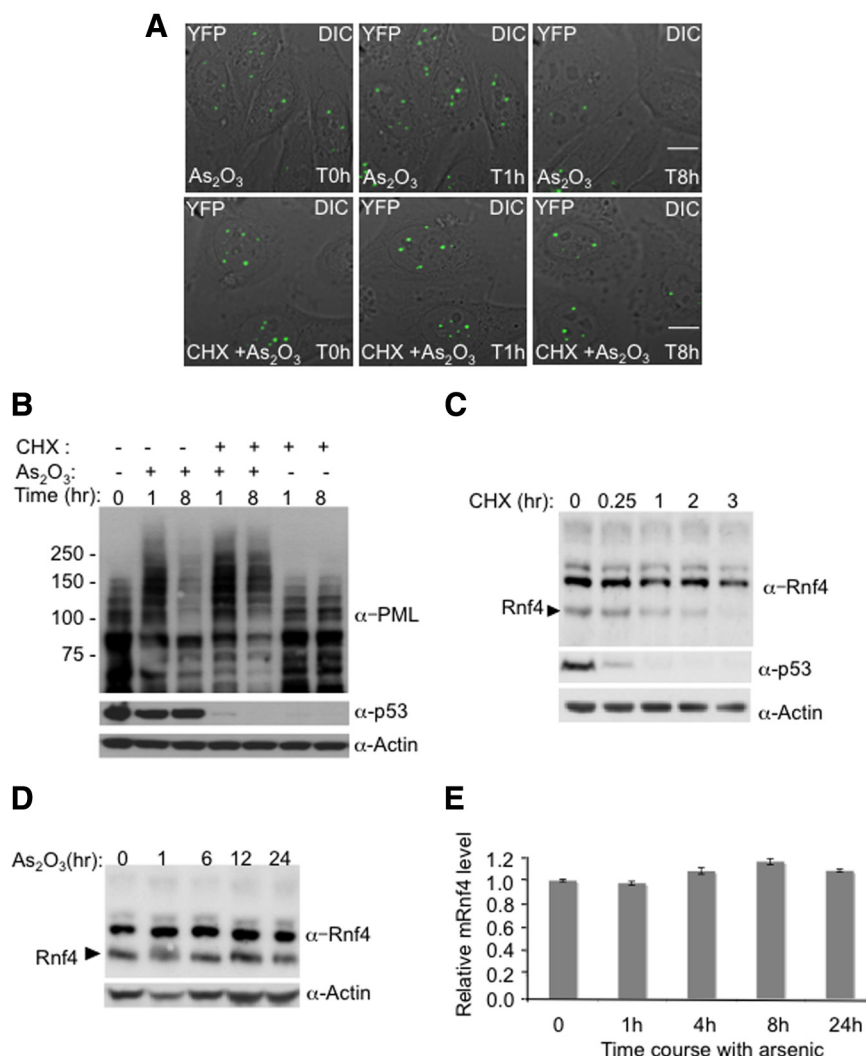 A
YFP DIC YFP DIC YFP DIC
As2O3 T0h As2O3 T1h As2O3 T8h
YFP DIC YFP DIC YFP DIC
CHX +As2O3 T0h CHX +As2O3 T1h CHX +As2O3 T8h
B
CHX : - - - + + + +
As2O3: - + + + + - -
Time (hr): 0 1 8 1 8 1 8
250 -
150 -
100 -
75 -
α-PML
α-p53
α-Actin
C
CHX (hr): 0 0.25 1 2 3
α-Rnf4
Rnf4
α-p53
α-Actin
D
As2O3(hr): 0 1 6 12 24
α-Rnf4
Rnf4
α-Actin
E
Relative mRnf4 level
1.2
1.0
0.8
0.6
0.4
0.2
0.0
0 1h 4h 8h 24h
Time course with arsenic